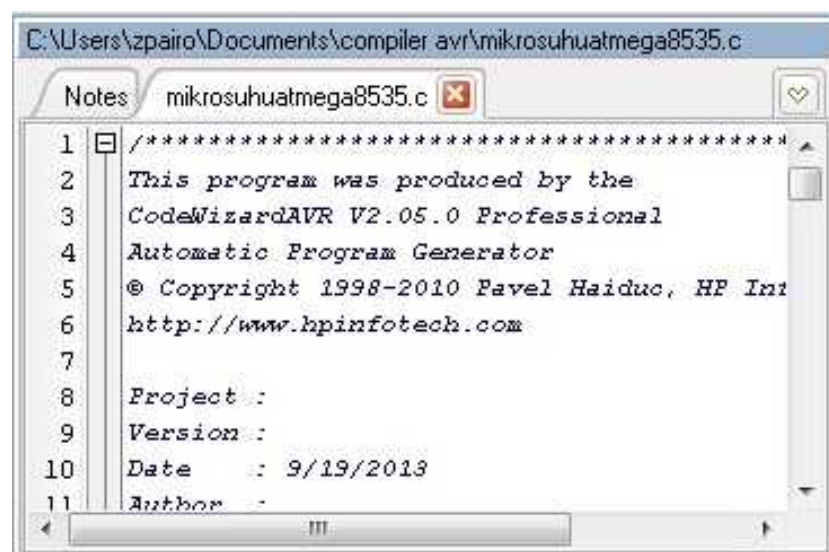 C:\Users\zpairo\Documents\compiler avr\mikrosuhuatmega8535.c
Notes mikrosuhuatmega8535.c
1 /*****************************************
2 This program was produced by the
3 CodeWizardAVR V2.05.0 Professional
4 Automatic Program Generator
5 © Copyright 1998-2010 Pavel Haiduc, HP Inf
6 http://www.hpinfotech.com
7
8 Project :
9 Version :
10 Date : 9/19/2013
11 Author :